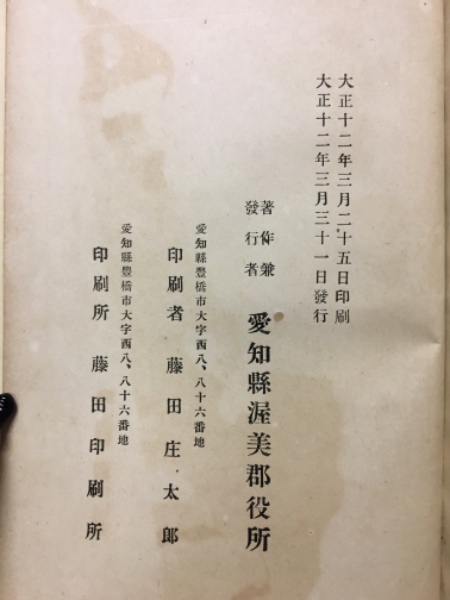 大正十二年三月二十五日印刷
大正十二年三月三十一日發行
著作兼
發行者
愛知縣渥美郡役所
愛知縣豐橋市大字西八、八十六番地
印刷者 藤田庄太郎
愛知縣豐橋市大字西八、八十六番地
印刷所 藤田印刷所